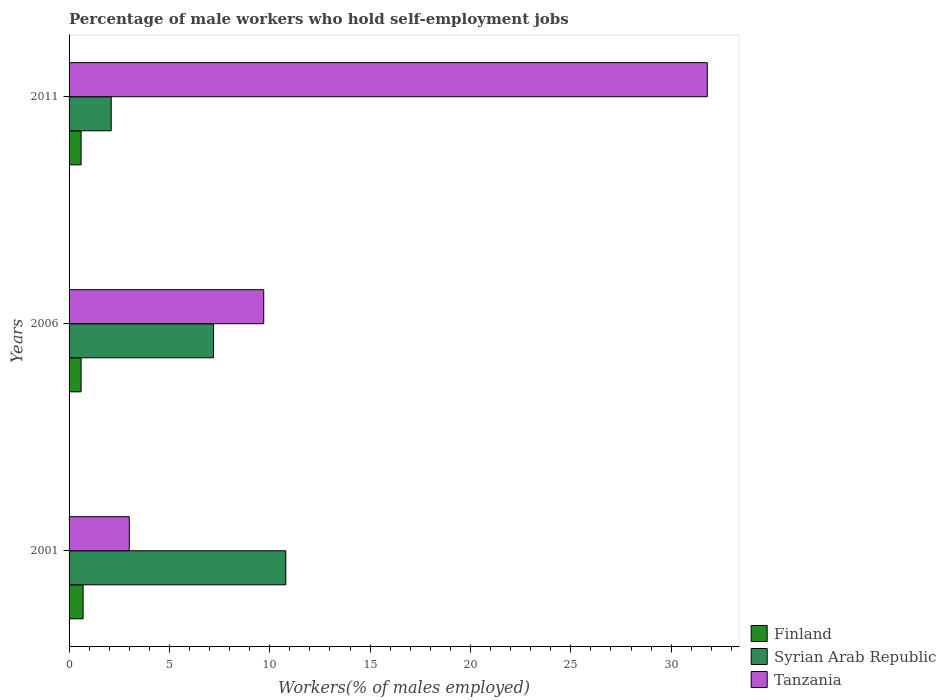 Percentage of male workers who hold self-employment jobs
2011
2006
2001
Years
0
5
10
15
20
25
30
Workers(% of males employed)
Finland
Syrian Arab Republic
Tanzania